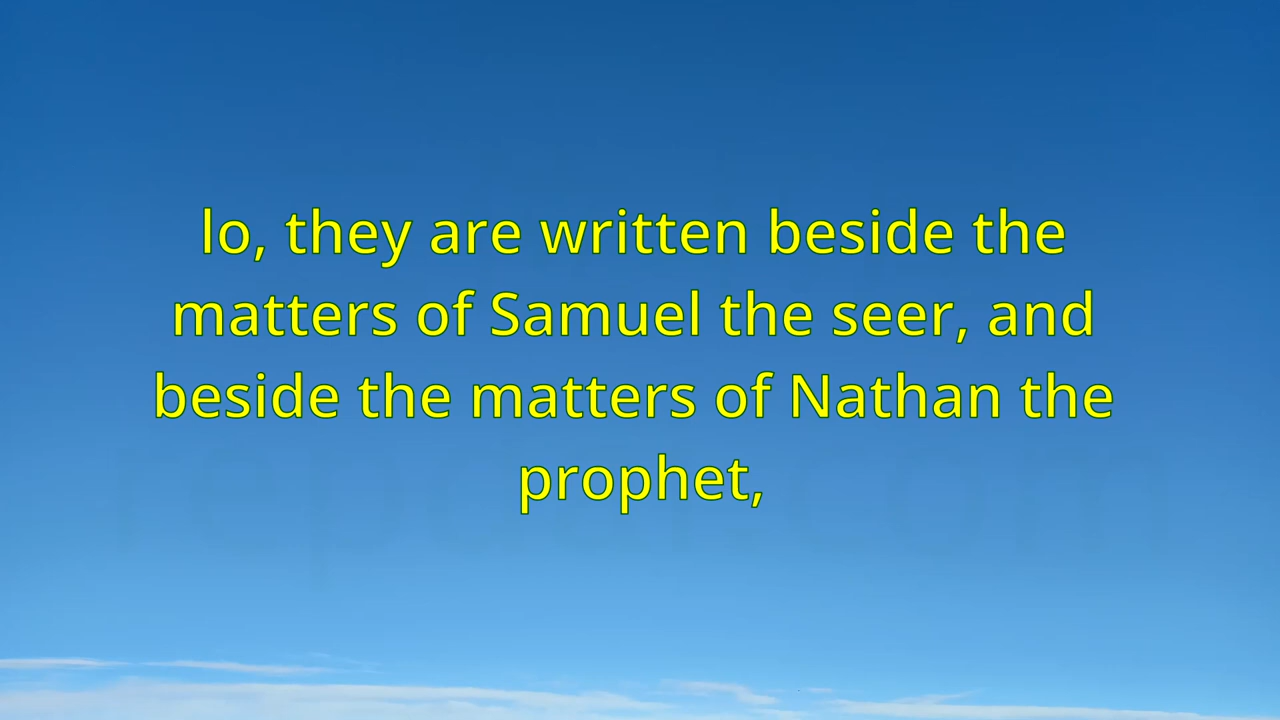 lo, they are written beside the
matters of Samuel the seer, and
beside the matters of Nathan the
prophet,